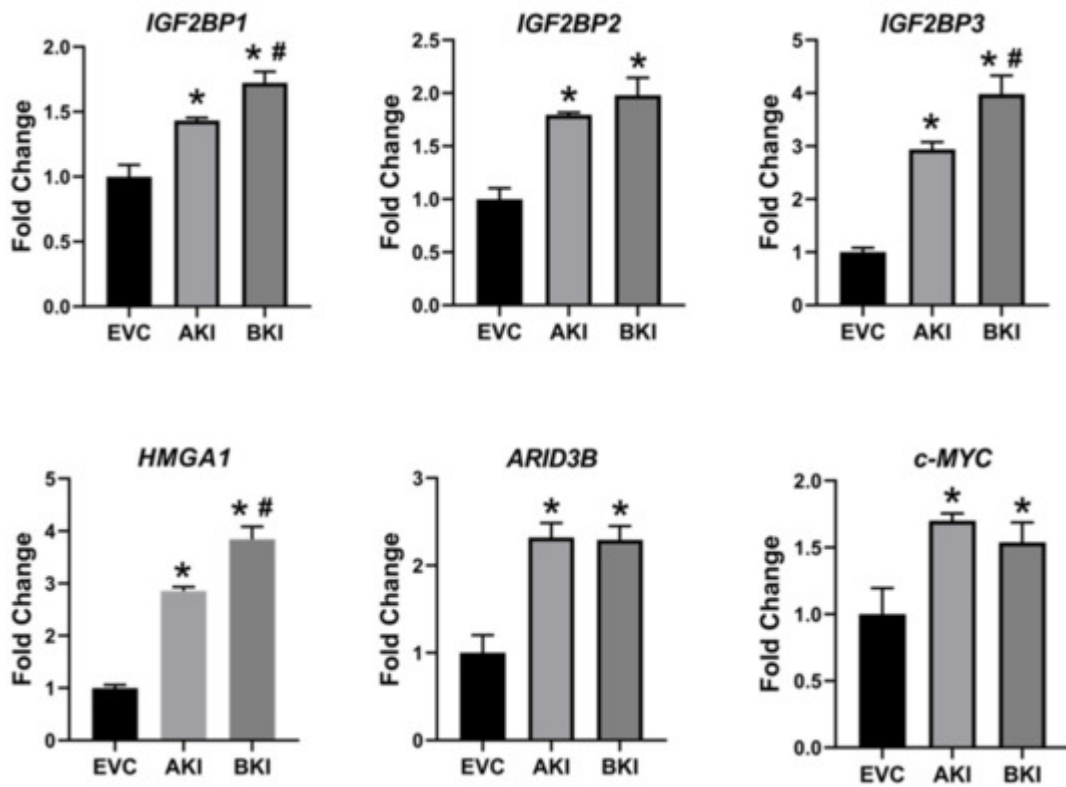 IGF2BP1
IGF2BP2
IGF2BP3
Fold Change
2.0
1.5
1.0
0.5
0.0
*
*
#
EVC
AKI
BKI
Fold Change
2.5
2.0
1.5
1.0
0.5
0.0
*
*
EVC
AKI
BKI
Fold Change
5
4
3
2
1
0
*
* #
EVC
AKI
BKI
HMGA1
ARID3B
c-MYC
Fold Change
5
4
3
2
1
0
*
* #
EVC
AKI
BKI
Fold Change
3
2
1
0
*
*
EVC
AKI
BKI
Fold Change
2.0
1.5
1.0
0.5
0.0
*
*
EVC
AKI
BKI